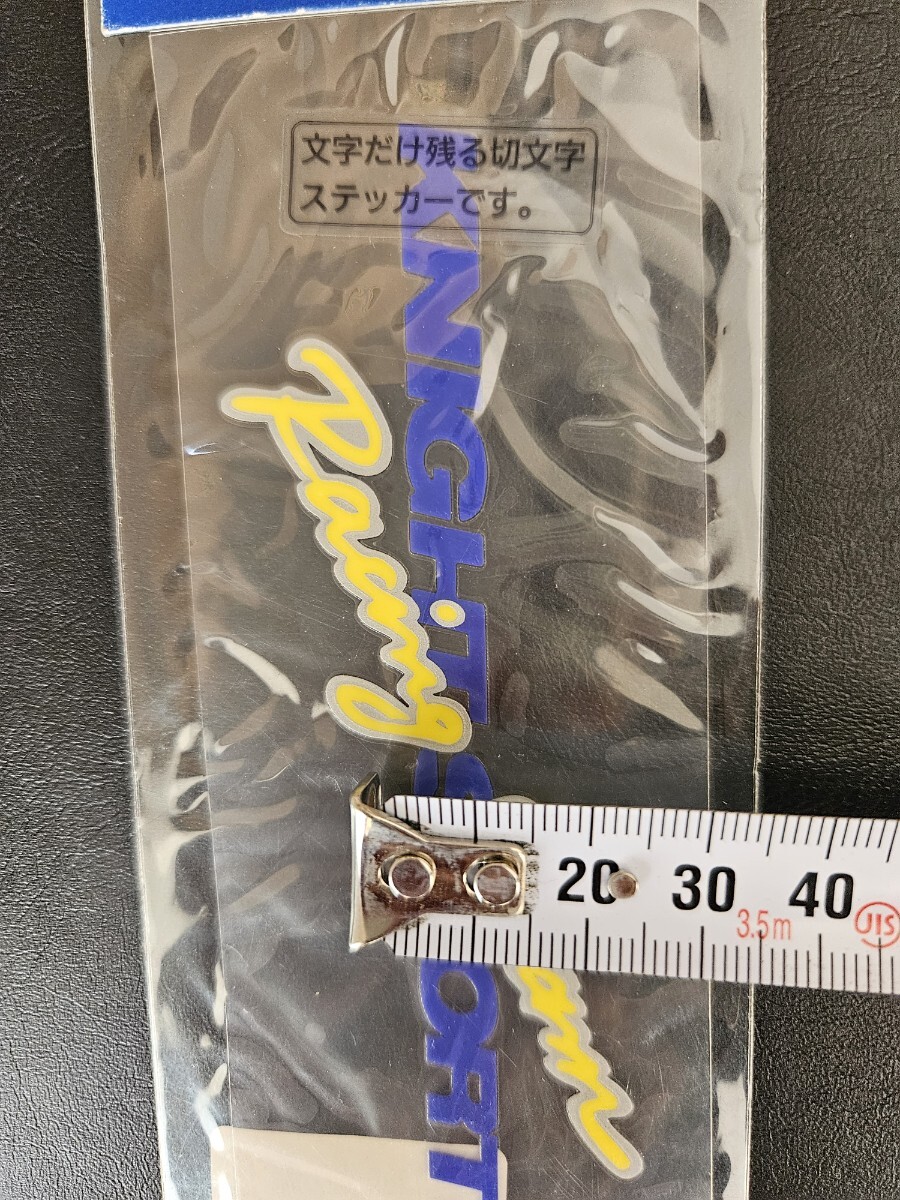 文字だけ残る切文字
ステッカーです。
KNIGHT SPORT
Racing
20 30 40
3.5m
JIS